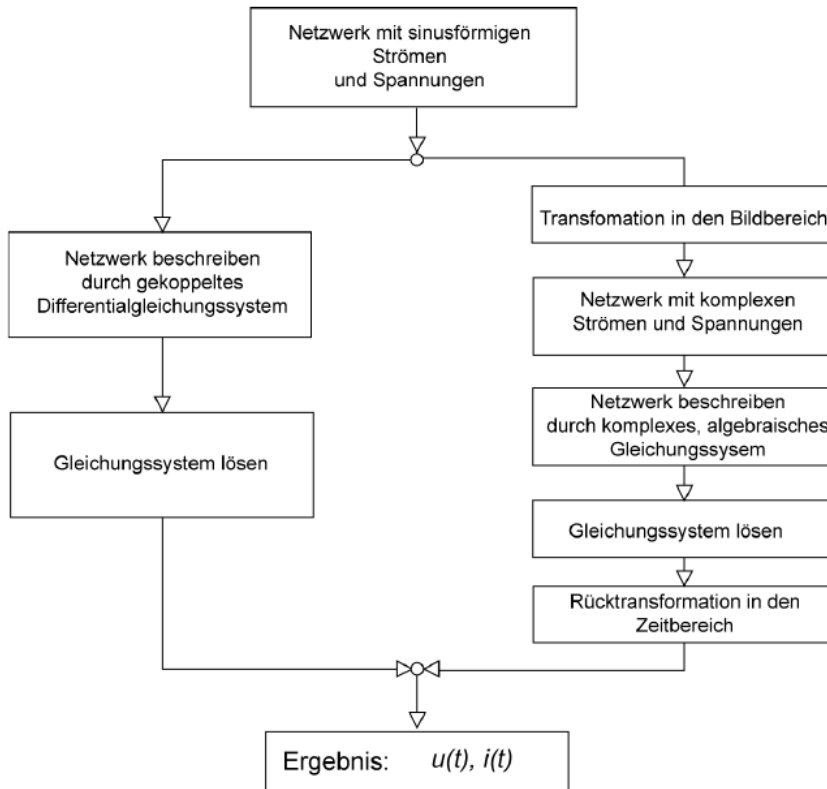 Netzwerk mit sinusförmigen
Strömen
und Spannungen
Netzwerk beschreiben
durch gekoppeltes
Differentialgleichungssystem
Gleichungssystem lösen
Transfomation in den Bildbereich
Netzwerk mit komplexen
Strömen und Spannungen
Netzwerk beschreiben
durch komplexes, algebraisches
Gleichungssysem
Gleichungssystem lösen
Rücktransformation in den
Zeitbereich
Ergebnis: u(t), i(t)